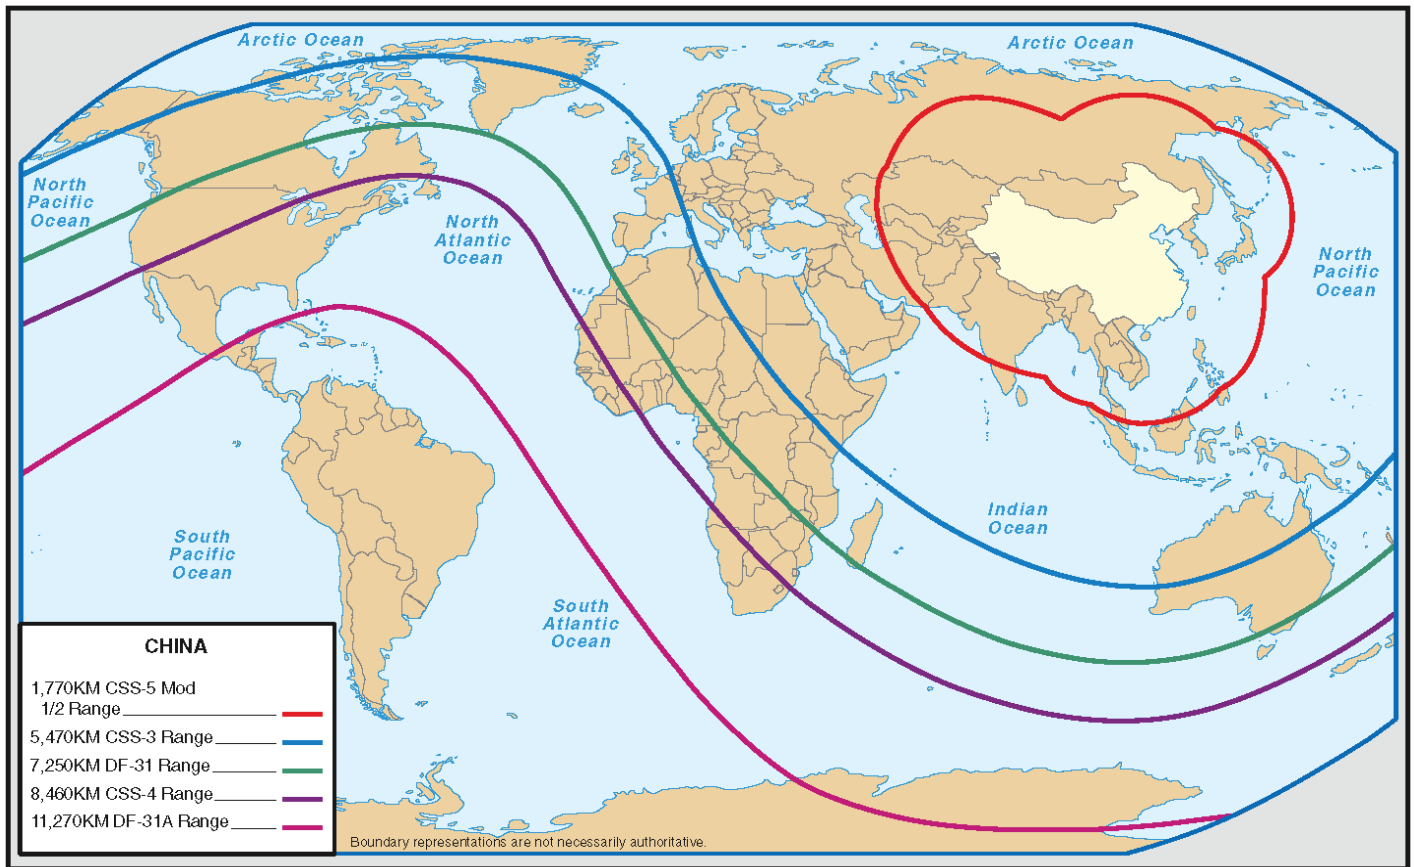 Arctic Ocean
Arctic Ocean
North
Pacific
Ocean
North
Atlantic
Ocean
North
Pacific
Ocean
Indian
Ocean
South
Pacific
Ocean
South
Atlantic
Ocean
CHINA
1,770KM CSS-5 Mod
1/2 Range
5,470KM CSS-3 Range
7,250KM DF-31 Range
8,460KM CSS-4 Range
11,270KM DF-31A Range
Boundary representations are not necessarily authoritative.